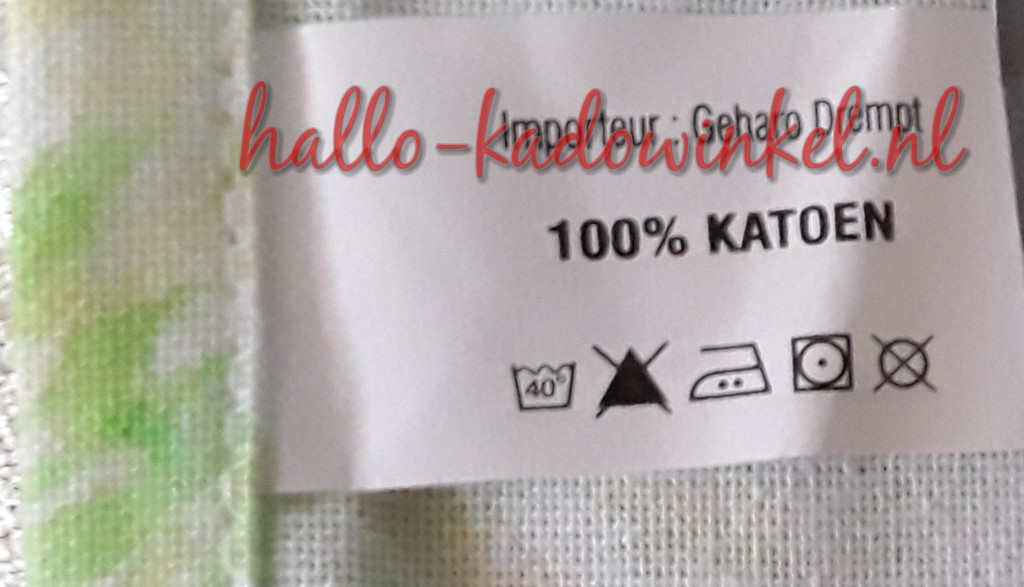 Importeur : Geharo Drempt
hallo-kadowinkel.nl
100% KATOEN
40°